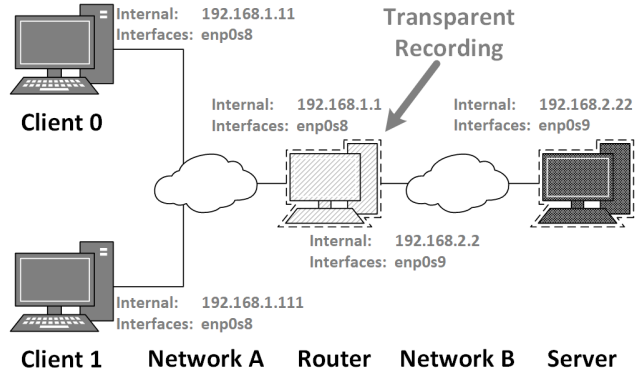 Internal: 192.168.1.11
Interfaces: enp0s8
Transparent
Recording
Client 0
Internal: 192.168.1.1
Interfaces: enp0s8
Internal: 192.168.2.22
Interfaces: enp0s9
Internal: 192.168.2.2
Interfaces: enp0s9
Internal: 192.168.1.111
Interfaces: enp0s8
Client 1 Network A Router Network B Server